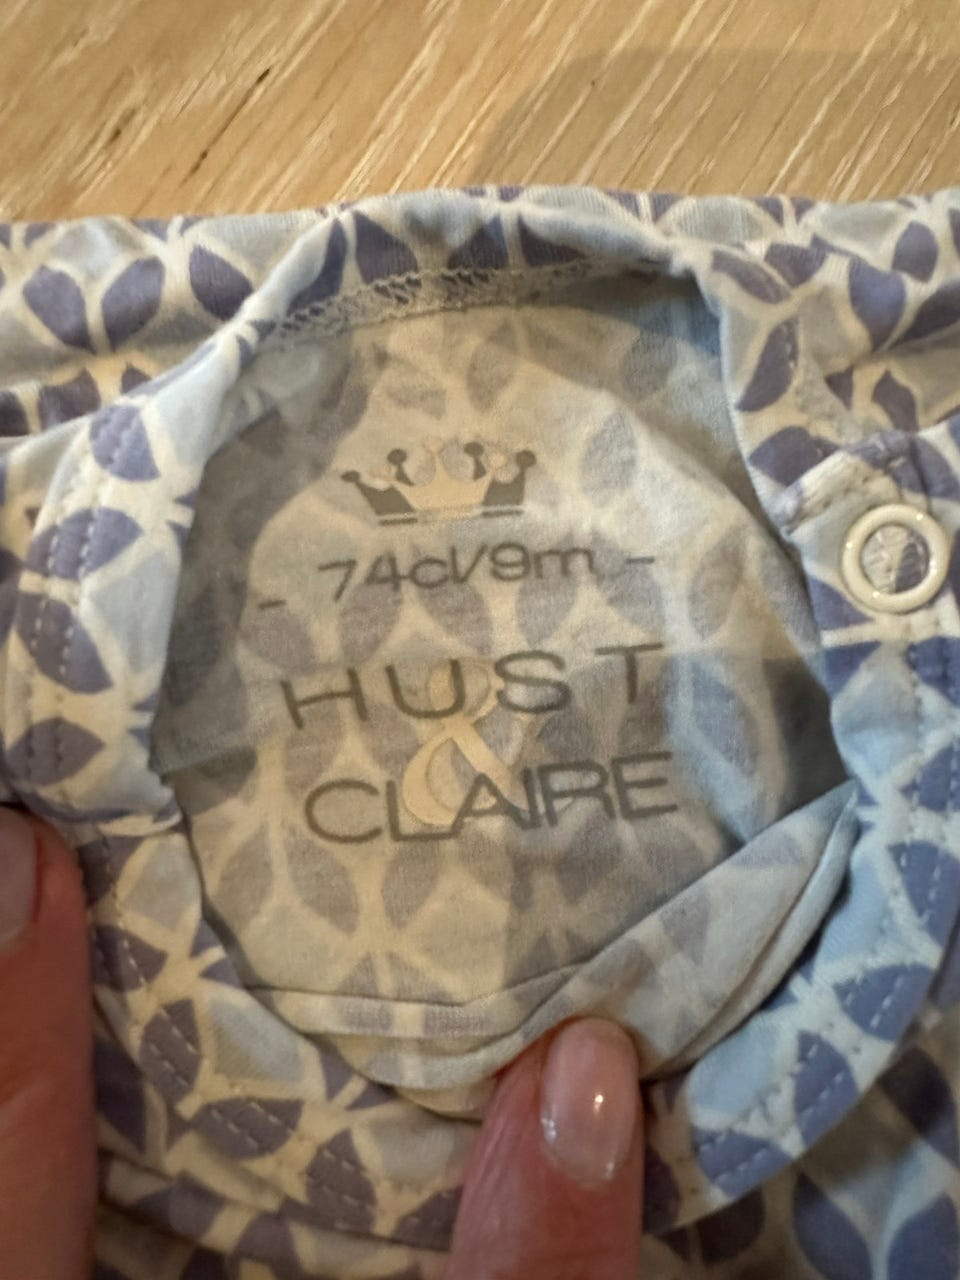 - 74cl/9m -
HUST
&
CLAIRE